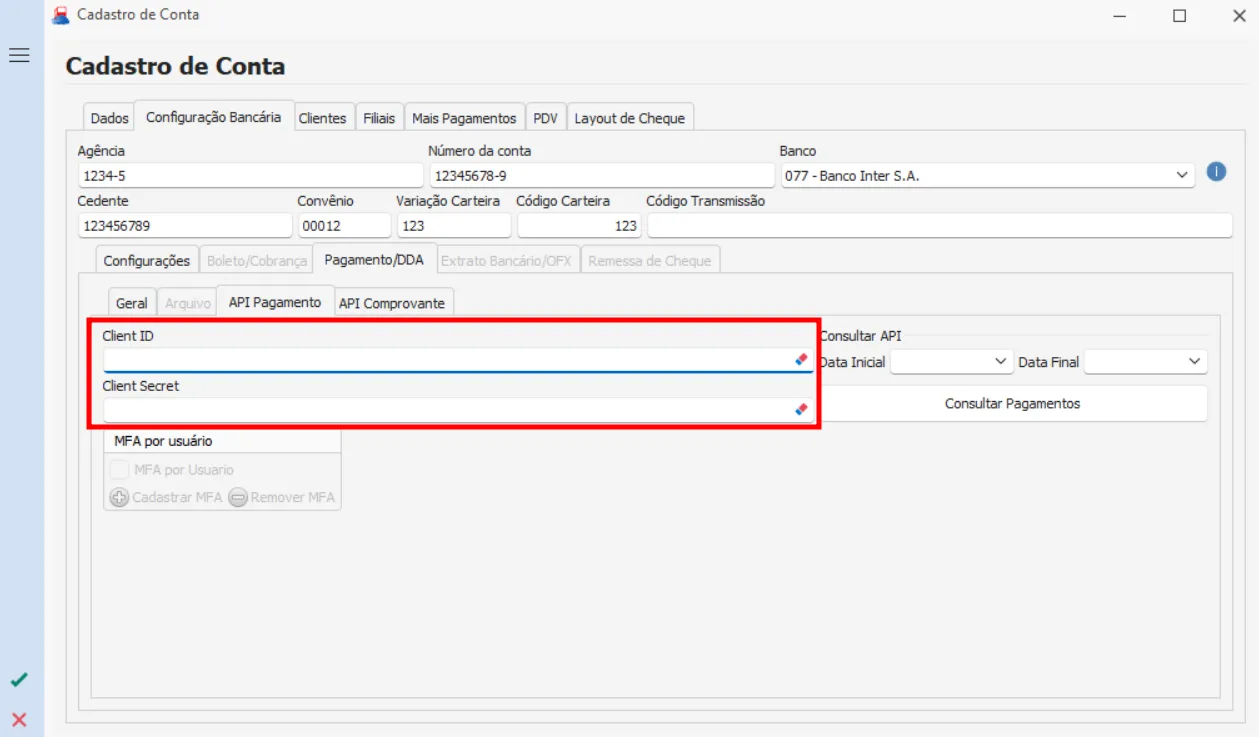 Cadastro de Conta
Cadastro de Conta
Dados Configuração Bancária Clientes Filiais Mais Pagamentos PDV Layout de Cheque
Agência Número da conta Banco
1234-5 12345678-9 077 - Banco Inter S.A.
Cedente Convênio Variação Carteira Código Carteira Código Transmissão
123456789 00012 123 123
Configurações Boleto/Cobrança Pagamento/DDA Extrato Bancário/OFX Remessa de Cheque
Geral Arquivo API Pagamento API Comprovante
Client ID Consultar API
Data Inicial Data Final
Client Secret
Consultar Pagamentos
MFA por usuário
MFA por Usuario
Cadastrar MFA Remover MFA